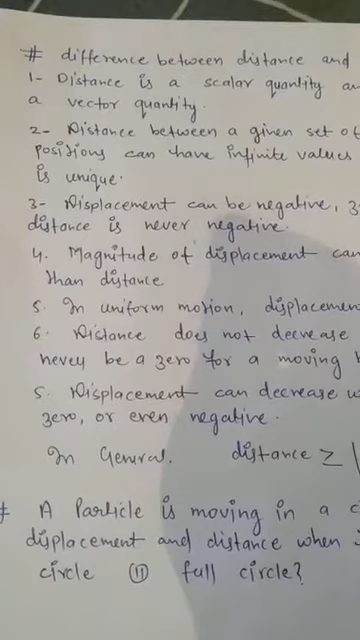 # difference between distance and
1- Distance is a scalar quantity an
a vector quantity.
2- Distance between a given set of
positions can have infinite values
is unique.
3- Displacement can be negative, 3
distance is never negative.
4. Magnitude of displacement can
than distance
5. In uniform motion, displacemen
6. Distance does not decrease
nevey be a zero for a moving
5. Displacement can decrease w
zero, or even negative.
In General. distance ≥ |
# A Particle is moving in a c
displacement and distance when
circle (II) full circle?